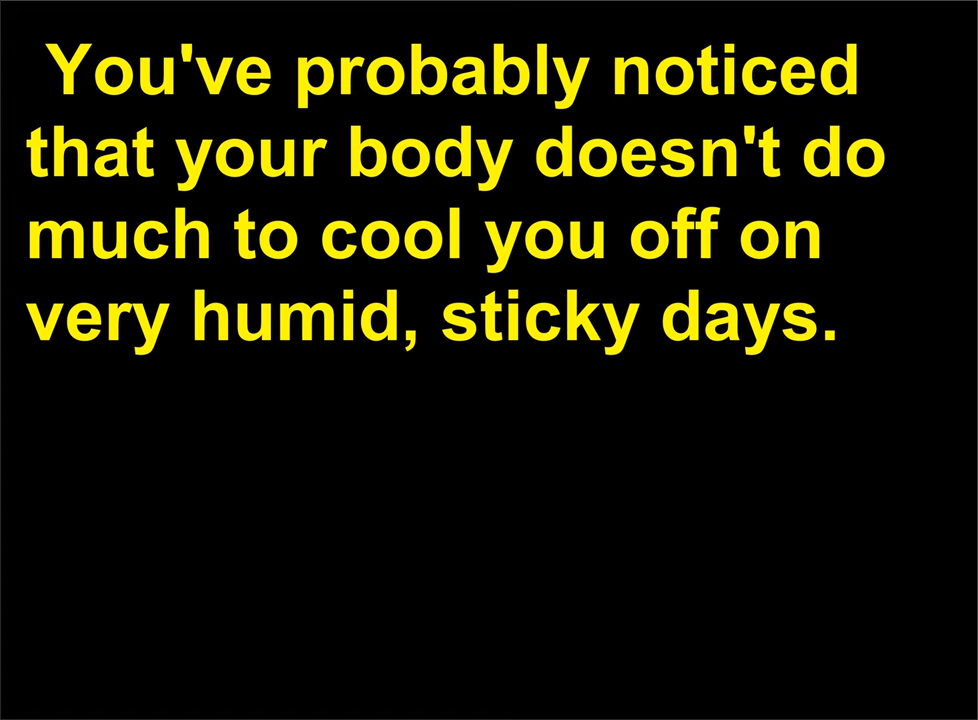 You've probably noticed
that your body doesn't do
much to cool you off on
very humid, sticky days.